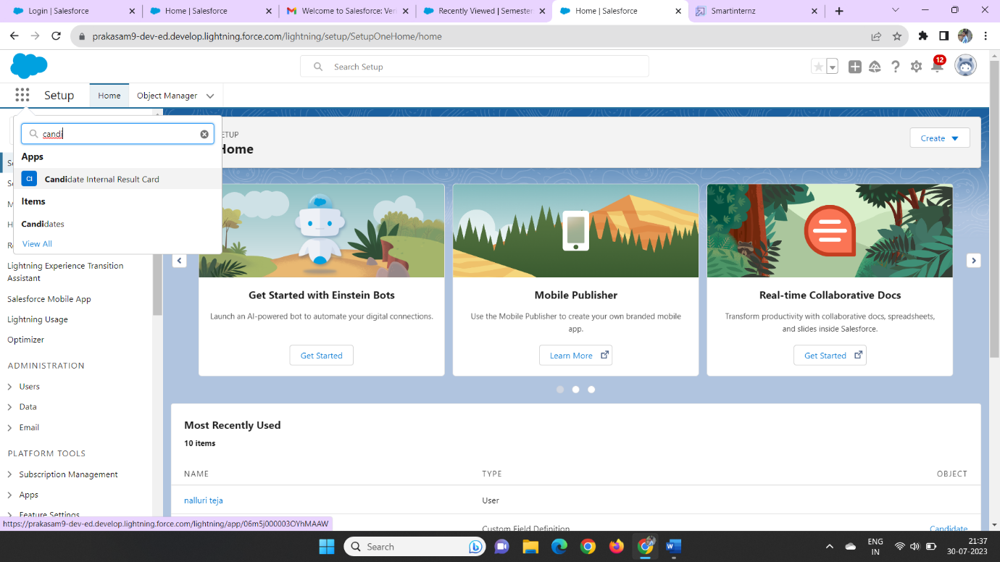 Login | Salesforce
Home | Salesforce
Welcome to Salesforce: Veri
Recently Viewed | Semester
Home | Salesforce
Smartinternz
prakasam9-dev-ed.develop.lightning.force.com/lightning/setup/SetupOneHome/home
Search Setup
12
Setup
Home
Object Manager
candi
Apps
CI
Candidate Internal Result Card
Items
Candidates
View All
ETUP
Home
Create
Lightning Experience Transition
Assistant
Salesforce Mobile App
Lightning Usage
Optimizer
ADMINISTRATION
Users
Data
Email
PLATFORM TOOLS
Subscription Management
Apps
Feature Settings
Get Started with Einstein Bots
Launch an AI-powered bot to automate your digital connections.
Get Started
Mobile Publisher
Use the Mobile Publisher to create your own branded mobile
app.
Learn More
Real-time Collaborative Docs
Transform productivity with collaborative docs, spreadsheets,
and slides inside Salesforce.
Get Started
Most Recently Used
10 items
NAME TYPE OBJECT
nalluri teja User
Custom Field Definition Candidate
https://prakasam9-dev-ed.develop.lightning.force.com/lightning/app/06m5j000003OYhMAAW
Search
ENG
IN
21:37
30-07-2023